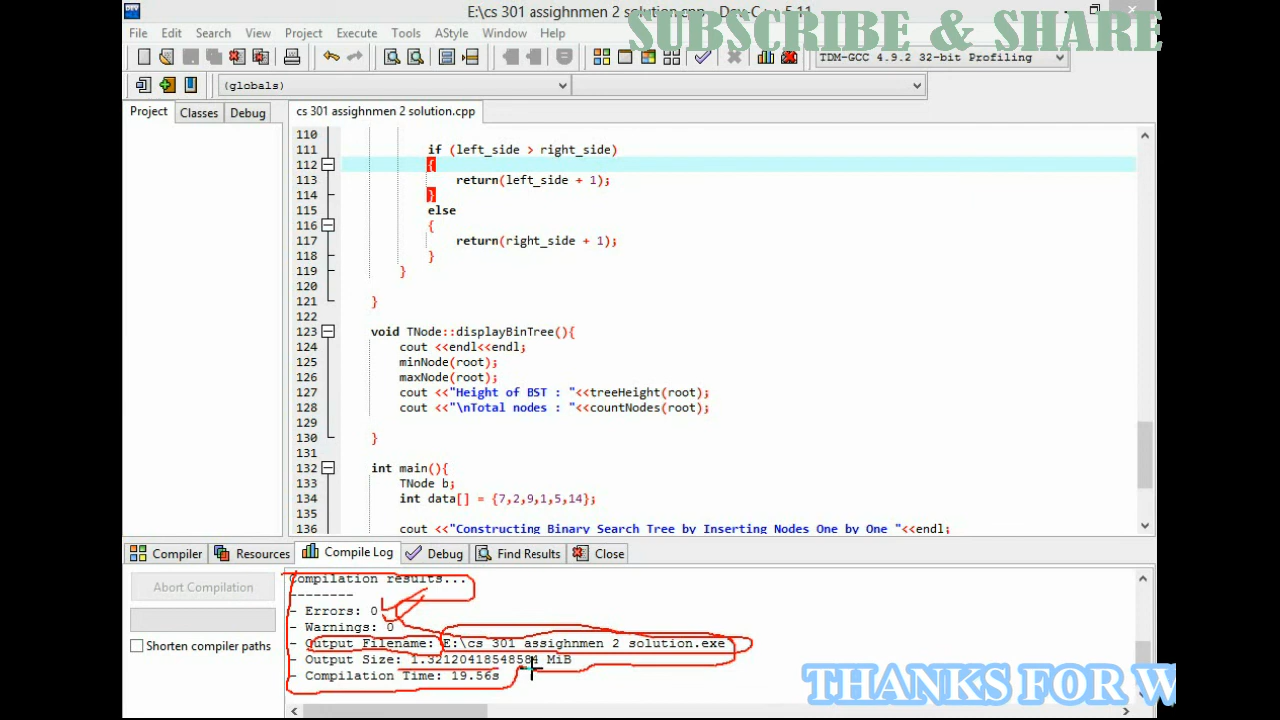 E:\cs 301 assighnmen 2 solution.cpp - Dev-C++ 5.11
SUBSCRIBE & SHARE
File Edit Search View Project Execute Tools AStyle Window Help
TDM-GCC 4.9.2 32-bit Profiling
(globals)
Project Classes Debug
cs 301 assighnmen 2 solution.cpp
110
111 if (left_side > right_side)
112 {
113 return(left_side + 1);
114 }
115 else
116 {
117 return(right_side + 1);
118 }
119 }
120
121 }
122
123 void TNode::displayBinTree(){
124 cout <<endl<<endl;
125 minNode(root);
126 maxNode(root);
127 cout <<"Height of BST : "<<treeHeight(root);
128 cout <<"\nTotal nodes : "<<countNodes(root);
129
130 }
131
132 int main(){
133 TNode b;
134 int data[] = {7,2,9,1,5,14};
135
136 cout <<"Constructing Binary Search Tree by Inserting Nodes One by One "<<endl;
Compiler Resources Compile Log Debug Find Results Close
Abort Compilation
Shorten compiler paths
Compilation results...
--------
- Errors: 0
- Warnings: 0
- Output Filename: E:\cs 301 assighnmen 2 solution.exe
- Output Size: 1.32120418548584 MiB
- Compilation Time: 19.56s
THANKS FOR W